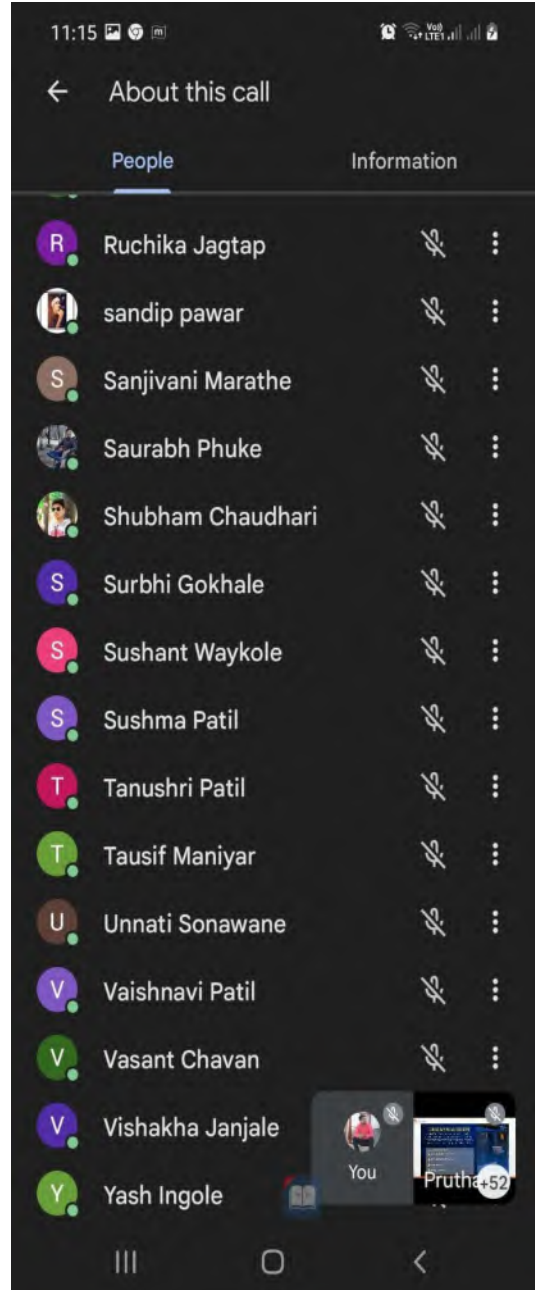 11:15 m Vo)) LTE1
About this call
People Information
R Ruchika Jagtap
sandip pawar
S Sanjivani Marathe
Saurabh Phuke
Shubham Chaudhari
S Surbhi Gokhale
S Sushant Waykole
S Sushma Patil
T Tanushri Patil
T Tausif Maniyar
U Unnati Sonawane
V Vaishnavi Patil
V Vasant Chavan
V Vishakha Janjale
You Prutha +52
Y Yash Ingole